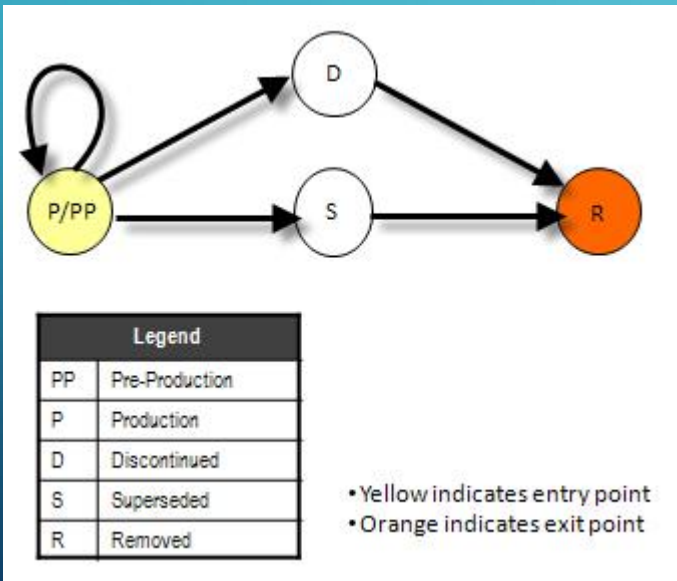 D
P/PP
S
R
Legend
PP Pre-Production
P Production
D Discontinued
S Superseded
R Removed
•Yellow indicates entry point
•Orange indicates exit point